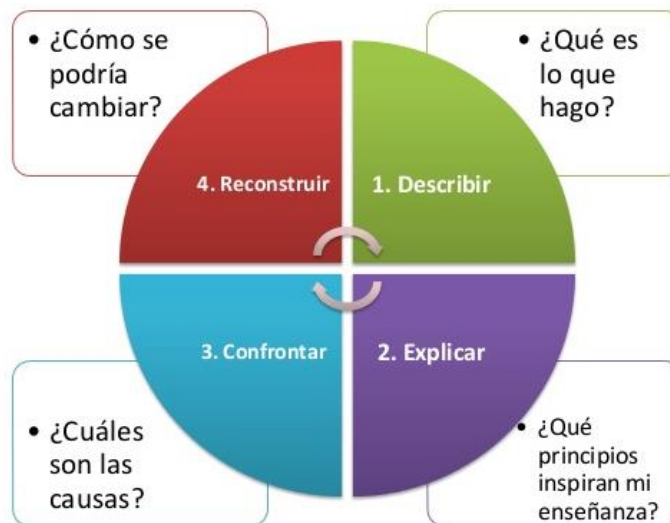 • ¿Cómo se
podría
cambiar?
• ¿Qué es
lo que
hago?
4. Reconstruir
1. Describir
3. Confrontar
2. Explicar
• ¿Cuáles
son las
causas?
• ¿Qué
principios
inspiran mi
enseñanza?